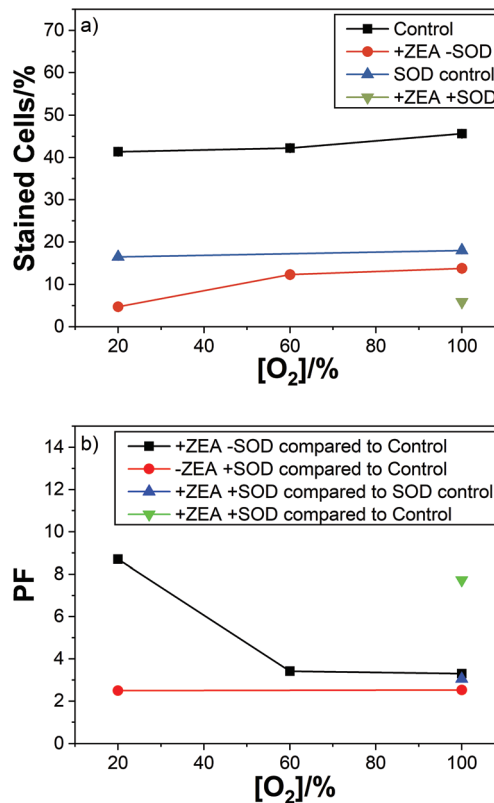 a)
Control
+ZEA -SOD
SOD control
+ZEA +SOD
70
60
50
40
30
20
10
0
Stained Cells/%
20 40 60 80 100
[O₂]/%
b)
+ZEA -SOD compared to Control
-ZEA +SOD compared to Control
+ZEA +SOD compared to SOD control
+ZEA +SOD compared to Control
14
12
10
8
6
4
2
0
PF
20 40 60 80 100
[O₂]/%